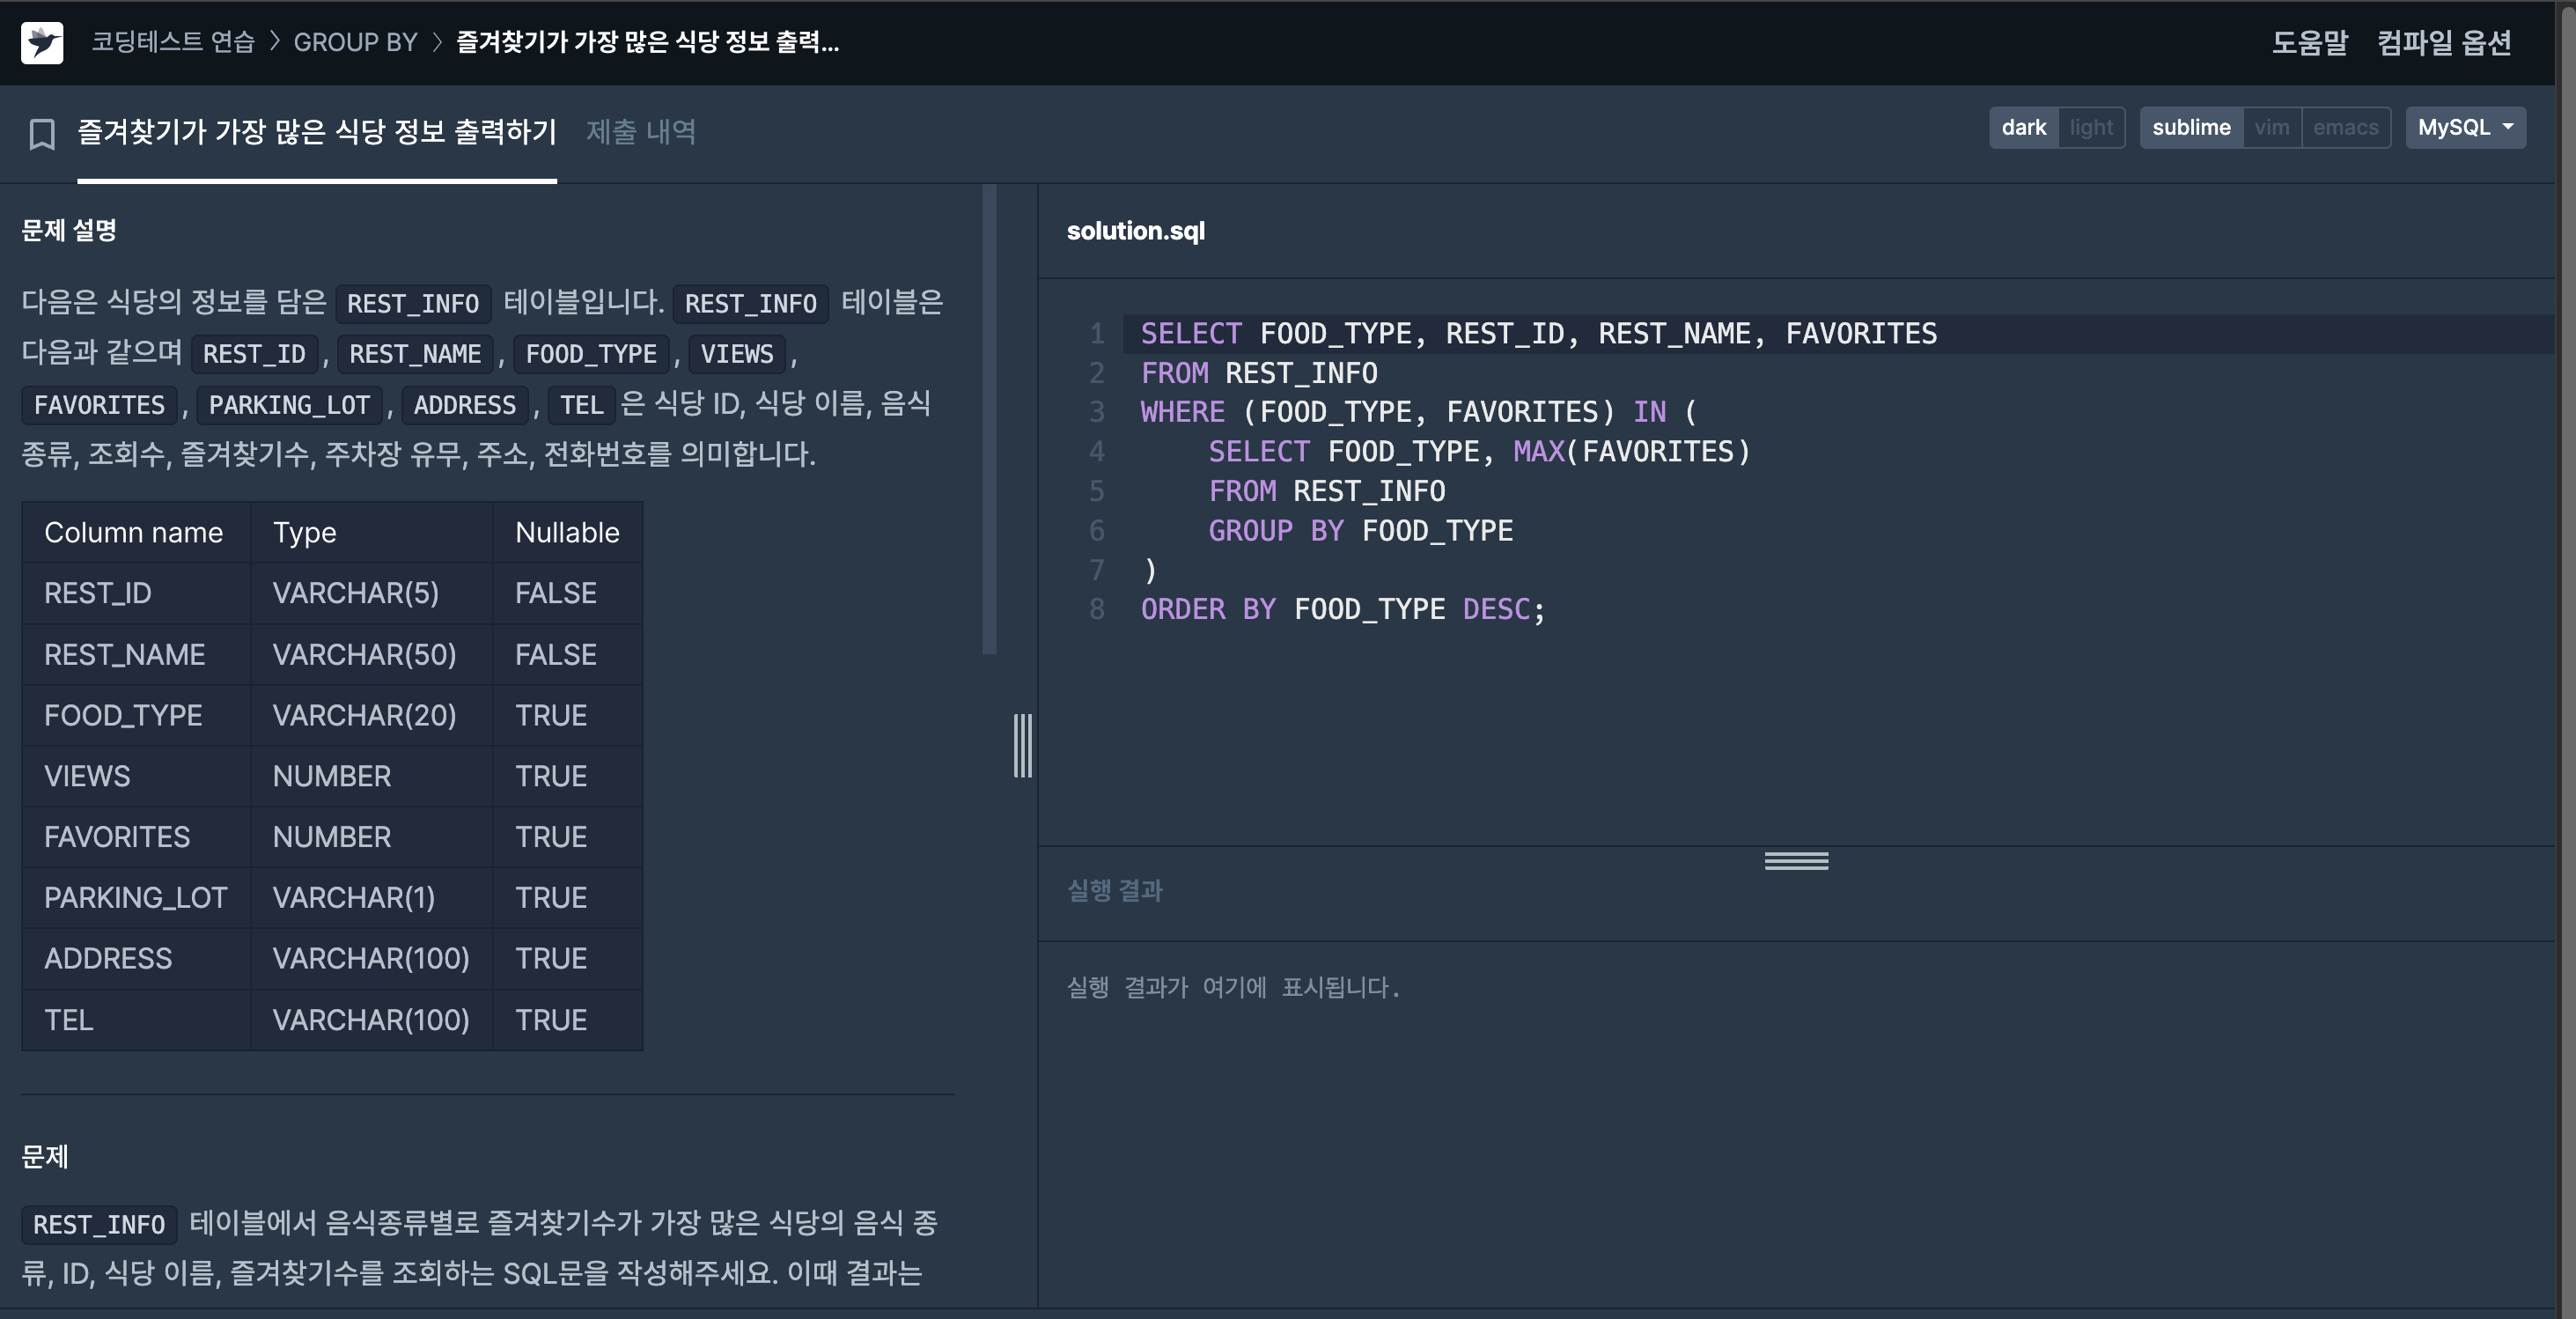 코딩테스트 연습 > GROUP BY > 즐겨찾기가 가장 많은 식당 정보 출력...
도움말 컴파일 옵션
즐겨찾기가 가장 많은 식당 정보 출력하기 제출 내역
dark light sublime vim emacs MySQL
문제 설명
다음은 식당의 정보를 담은 REST_INFO 테이블입니다. REST_INFO 테이블은
다음과 같으며 REST_ID , REST_NAME , FOOD_TYPE , VIEWS ,
FAVORITES , PARKING_LOT , ADDRESS , TEL 은 식당 ID, 식당 이름, 음식
종류, 조회수, 즐겨찾기수, 주차장 유무, 주소, 전화번호를 의미합니다.
Column name Type Nullable
REST_ID VARCHAR(5) FALSE
REST_NAME VARCHAR(50) FALSE
FOOD_TYPE VARCHAR(20) TRUE
VIEWS NUMBER TRUE
FAVORITES NUMBER TRUE
PARKING_LOT VARCHAR(1) TRUE
ADDRESS VARCHAR(100) TRUE
TEL VARCHAR(100) TRUE
문제
REST_INFO 테이블에서 음식종류별로 즐겨찾기수가 가장 많은 식당의 음식 종
류, ID, 식당 이름, 즐겨찾기수를 조회하는 SQL문을 작성해주세요. 이때 결과는
solution.sql
1 SELECT FOOD_TYPE, REST_ID, REST_NAME, FAVORITES
2 FROM REST_INFO
3 WHERE (FOOD_TYPE, FAVORITES) IN (
4     SELECT FOOD_TYPE, MAX(FAVORITES)
5     FROM REST_INFO
6     GROUP BY FOOD_TYPE
7 )
8 ORDER BY FOOD_TYPE DESC;
실행 결과
실행 결과가 여기에 표시됩니다.